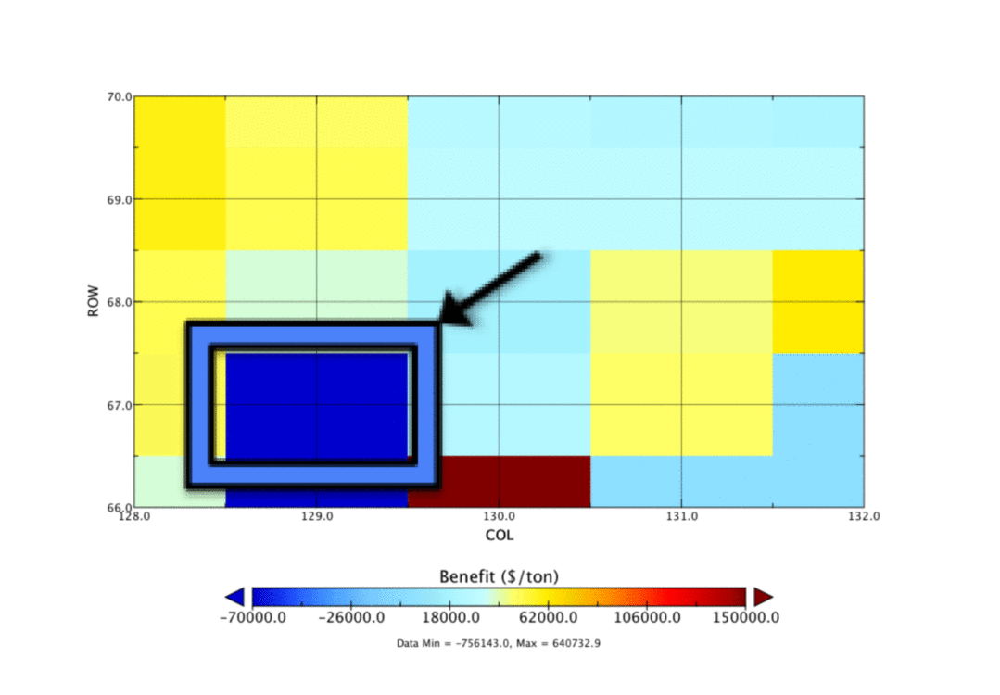 70.0
69.0
68.0
67.0
66.0
ROW
128.0 129.0 130.0 131.0 132.0
COL
Benefit ($/ton)
−70000.0 −26000.0 18000.0 62000.0 106000.0 150000.0
Data Min = −756143.0, Max = 640732.9